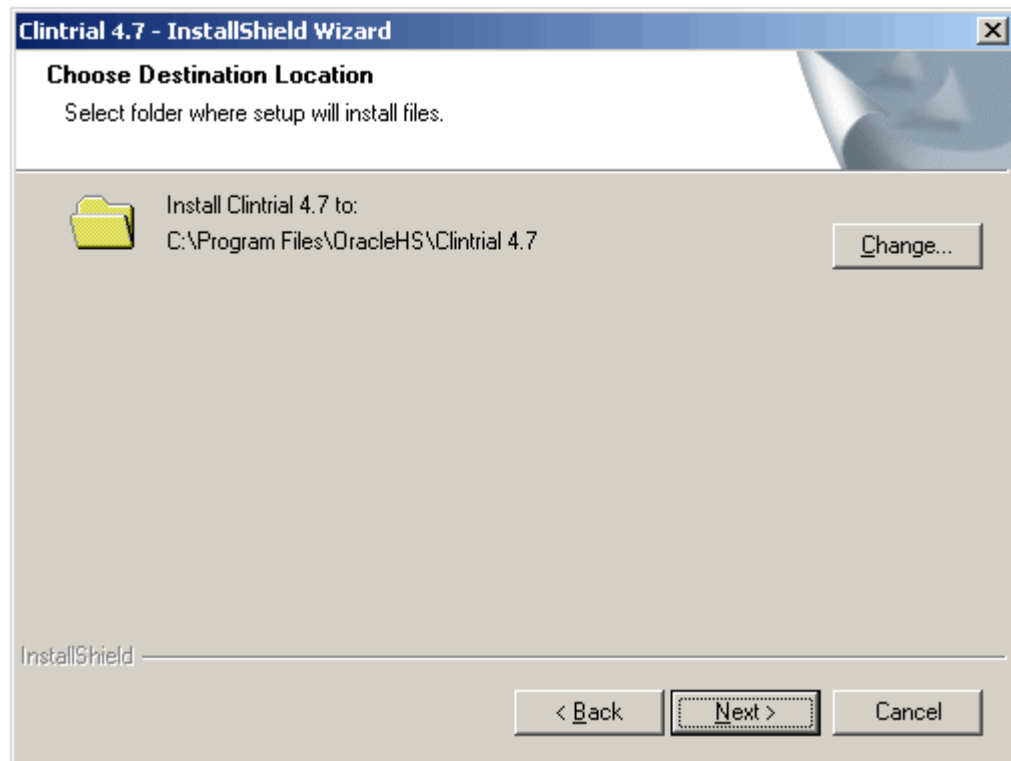 Clintrial 4.7 - InstallShield Wizard
Choose Destination Location
Select folder where setup will install files.
Install Clintrial 4.7 to:
C:\Program Files\OracleHS\Clintrial 4.7
Change...
InstallShield
< Back
Next >
Cancel